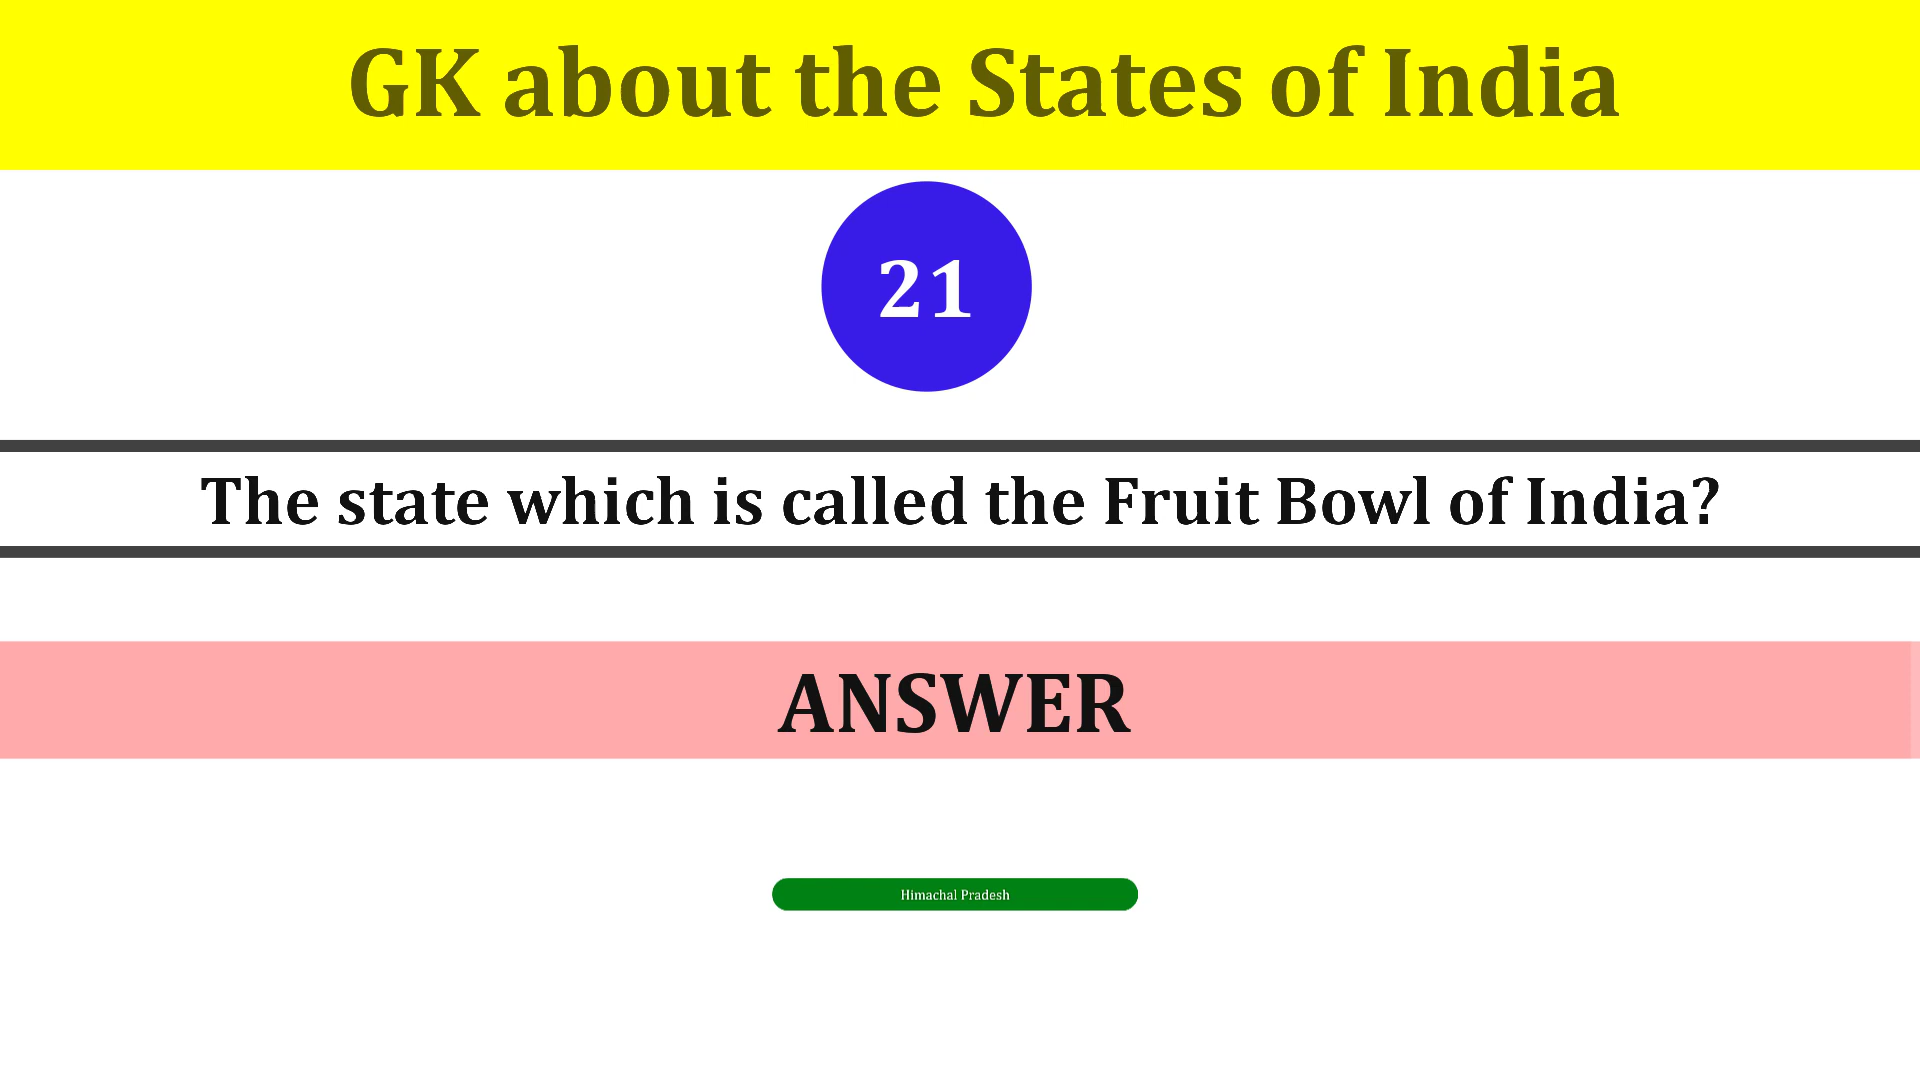 GK about the States of India
21
The state which is called the Fruit Bowl of India?
ANSWER
Himachal Pradesh